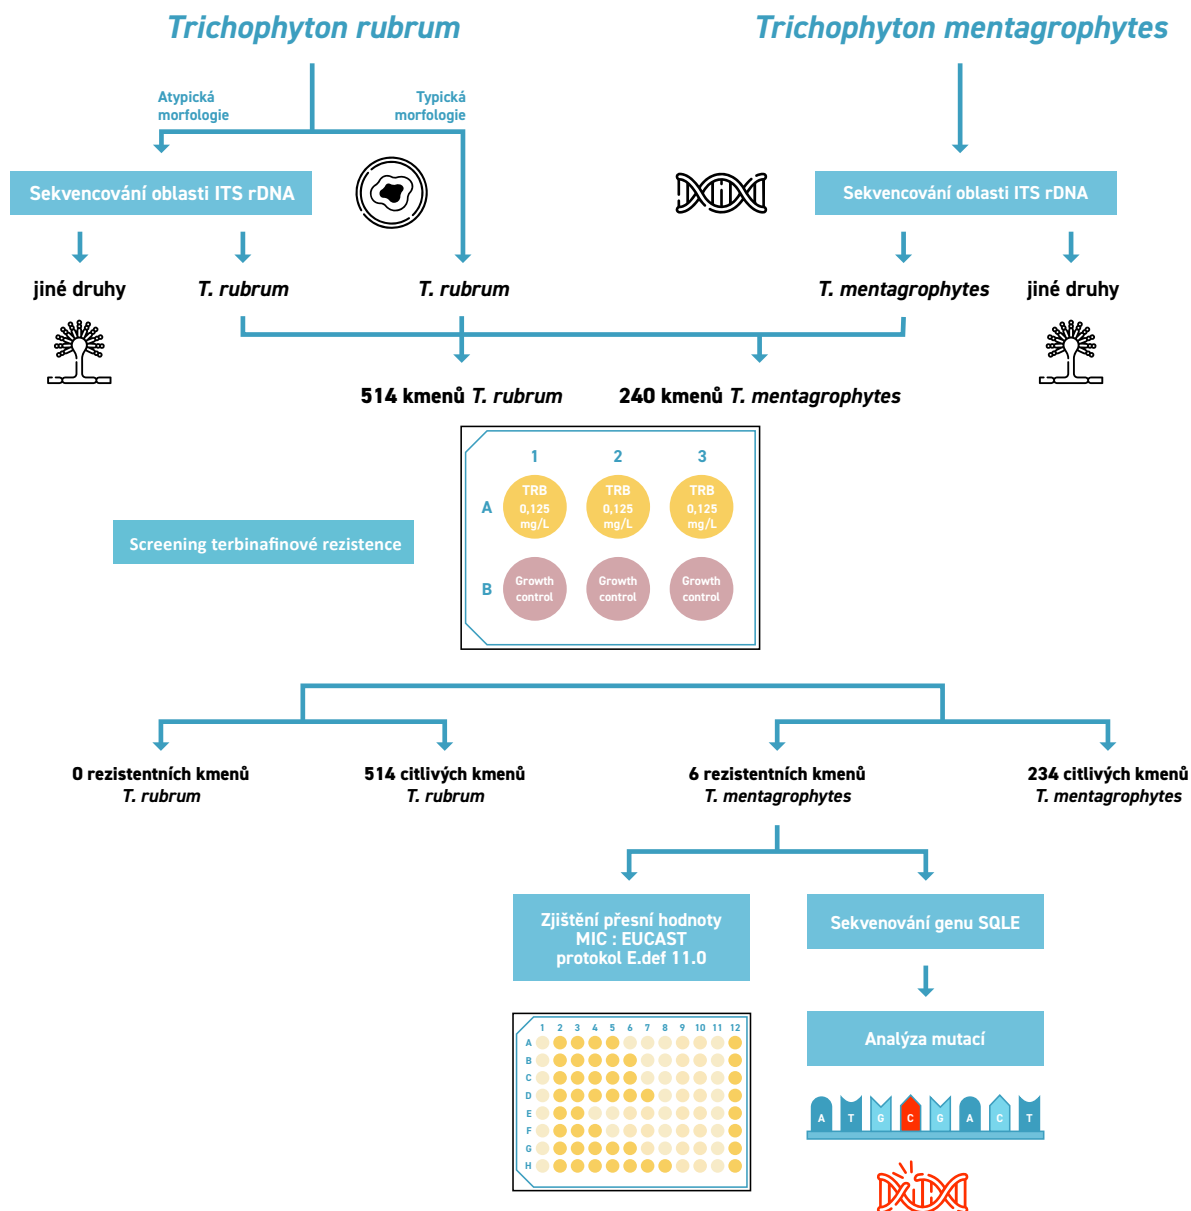 Trichophyton rubrum
Trichophyton mentagrophytes
Atypická
morfologie
Typická
morfologie
Sekvencování oblasti ITS rDNA
Sekvencování oblasti ITS rDNA
jiné druhy
T. rubrum
T. rubrum
T. mentagrophytes
jiné druhy
514 kmenů T. rubrum
240 kmenů T. mentagrophytes
1 2 3
A
TRB
0,125
mg/L
TRB
0,125
mg/L
TRB
0,125
mg/L
Screening terbinafinové rezistence
B
Growth
control
Growth
control
Growth
control
0 rezistentních kmenů
T. rubrum
514 citlivých kmenů
T. rubrum
6 rezistentních kmenů
T. mentagrophytes
234 citlivých kmenů
T. mentagrophytes
Zjištění přesní hodnoty
MIC : EUCAST
protokol E.def 11.0
Sekvenování genu SQLE
Analýza mutací
1 2 3 4 5 6 7 8 9 10 11 12
A
B
C
D
E
F
G
H
A T G C G A C T